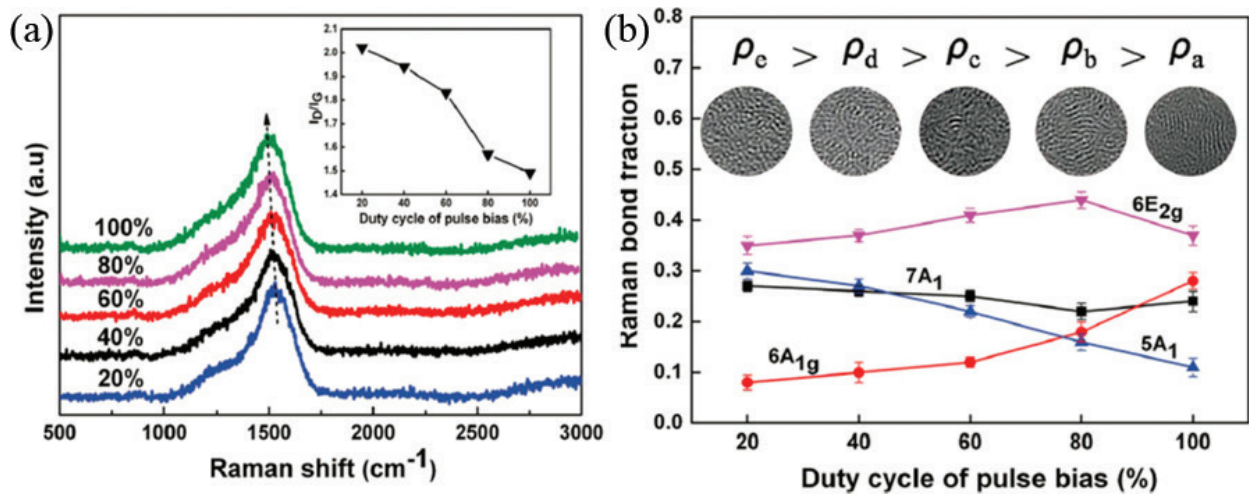 (a)
Intensity (a.u)
100%
80%
60%
40%
20%
500 1000 1500 2000 2500 3000
Raman shift (cm-1)
I_D/I_G
2.1
2.0
1.9
1.8
1.7
1.6
1.5
1.4
20 40 60 80 100
Duty cycle of pulse bias (%)
(b)
Raman bond traction
0.8
0.7
0.6
0.5
0.4
0.3
0.2
0.1
0.0
ρe > ρd > ρc > ρb > ρa
6E2g
7A1
6A1g
5A1
20 40 60 80 100
Duty cycle of pulse bias (%)